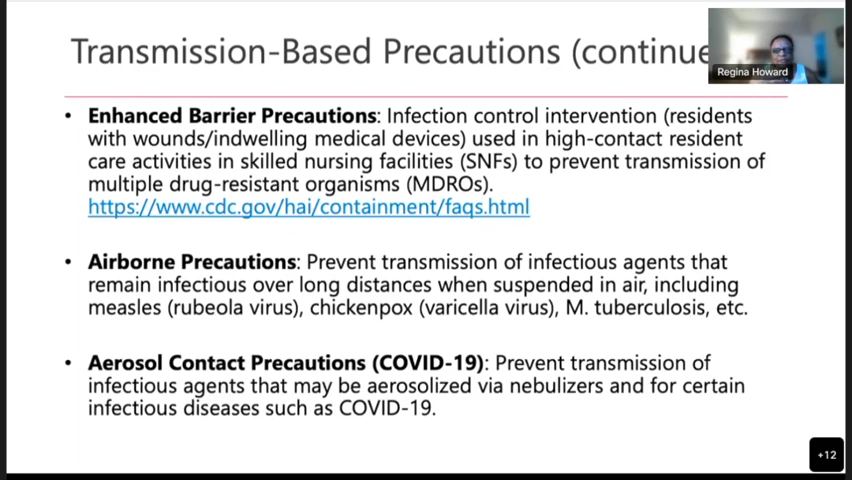 Transmission-Based Precautions (continue
Regina Howard
• Enhanced Barrier Precautions: Infection control intervention (residents
with wounds/indwelling medical devices) used in high-contact resident
care activities in skilled nursing facilities (SNFs) to prevent transmission of
multiple drug-resistant organisms (MDROs).
https://www.cdc.gov/hai/containment/faqs.html
• Airborne Precautions: Prevent transmission of infectious agents that
remain infectious over long distances when suspended in air, including
measles (rubeola virus), chickenpox (varicella virus), M. tuberculosis, etc.
• Aerosol Contact Precautions (COVID-19): Prevent transmission of
infectious agents that may be aerosolized via nebulizers and for certain
infectious diseases such as COVID-19.
+12